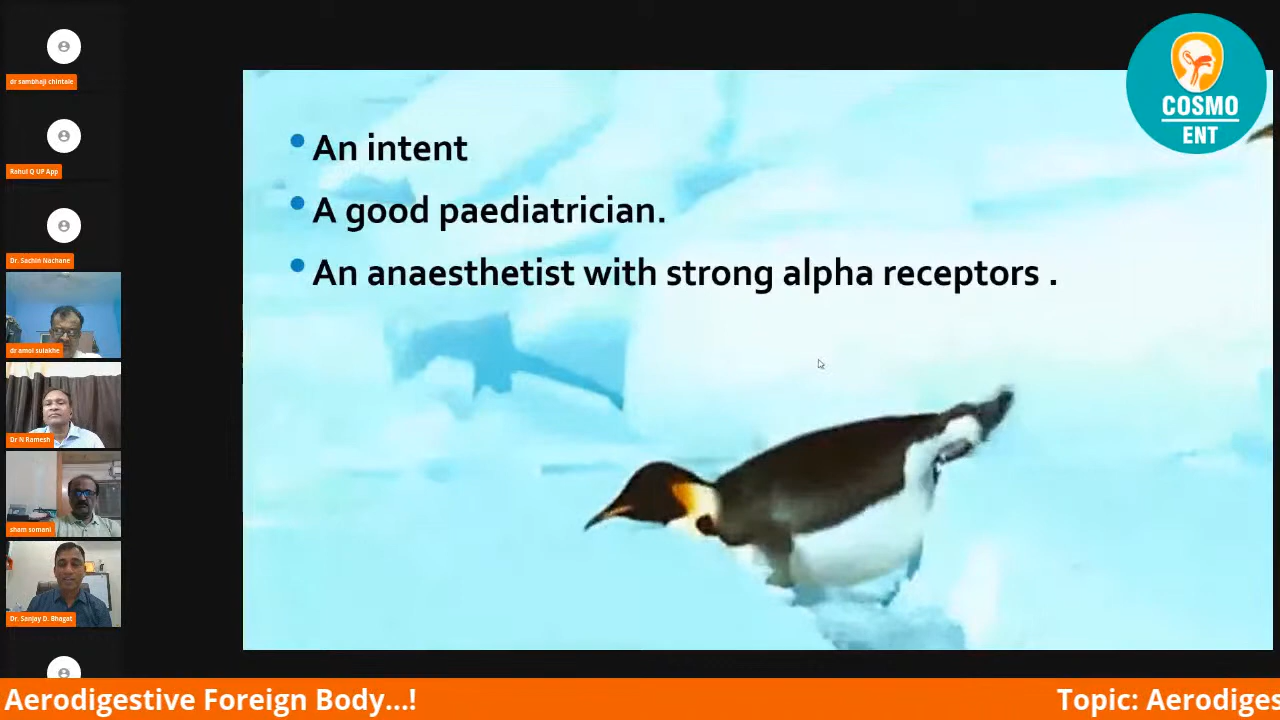 dr sambhaji chintale
Rahul Q UP App
Dr. Sachin Nachane
dr amol sulakhe
Dr N Ramesh
sham somani
Dr. Sanjay D. Bhagat
• An intent
• A good paediatrician.
• An anaesthetist with strong alpha receptors .
COSMO
ENT
Aerodigestive Foreign Body...! Topic: Aerodiges